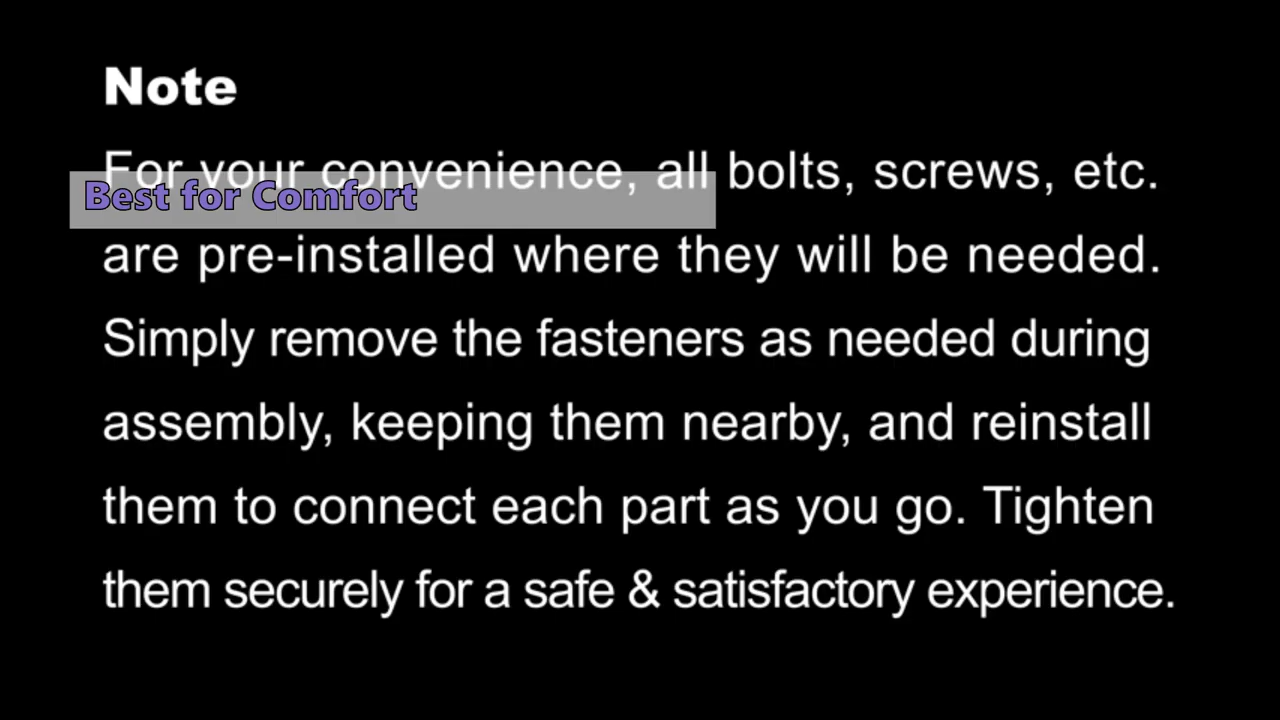 Note
For your convenience, all bolts, screws, etc.
Best for Comfort
are pre-installed where they will be needed.
Simply remove the fasteners as needed during
assembly, keeping them nearby, and reinstall
them to connect each part as you go. Tighten
them securely for a safe & satisfactory experience.